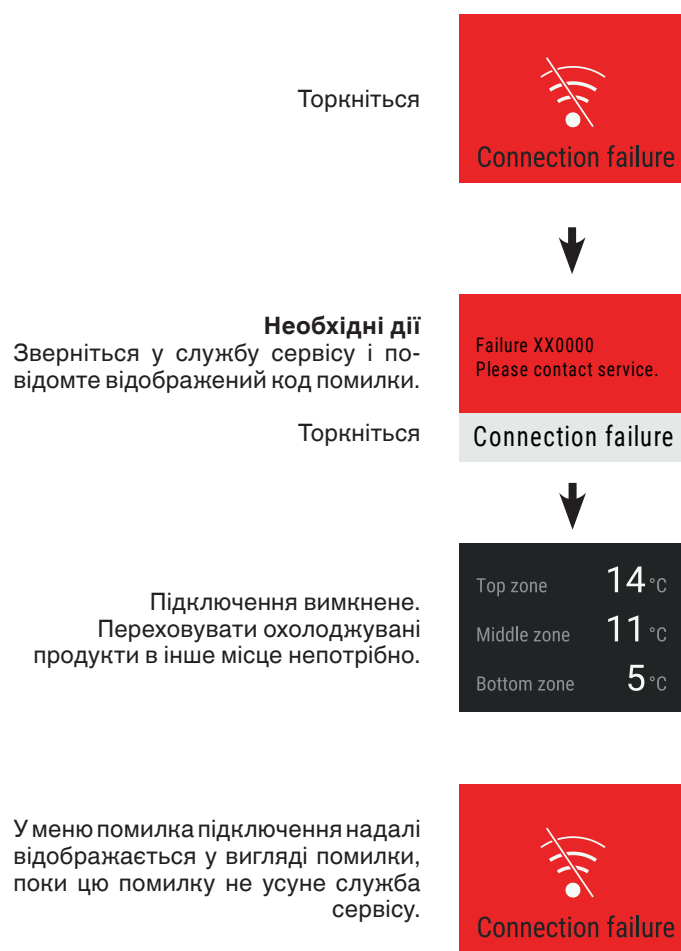 Торкніться
Connection failure
Необхідні дії
Зверніться у службу сервісу і по-
відомте відображений код помилки.
Failure XX0000
Please contact service.
Торкніться
Connection failure
Підключення вимкнене.
Переховувати охолоджувані
продукти в інше місце непотрібно.
Top zone 14 °C
Middle zone 11 °C
Bottom zone 5 °C
У меню помилка підключення надалі
відображається у вигляді помилки,
поки цю помилку не усуне служба
сервісу.
Connection failure